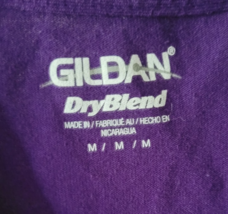 GILDAN®
DryBlend
MADE IN / FABRIQUÉ AU / HECHO EN
NICARAGUA
M / M / M